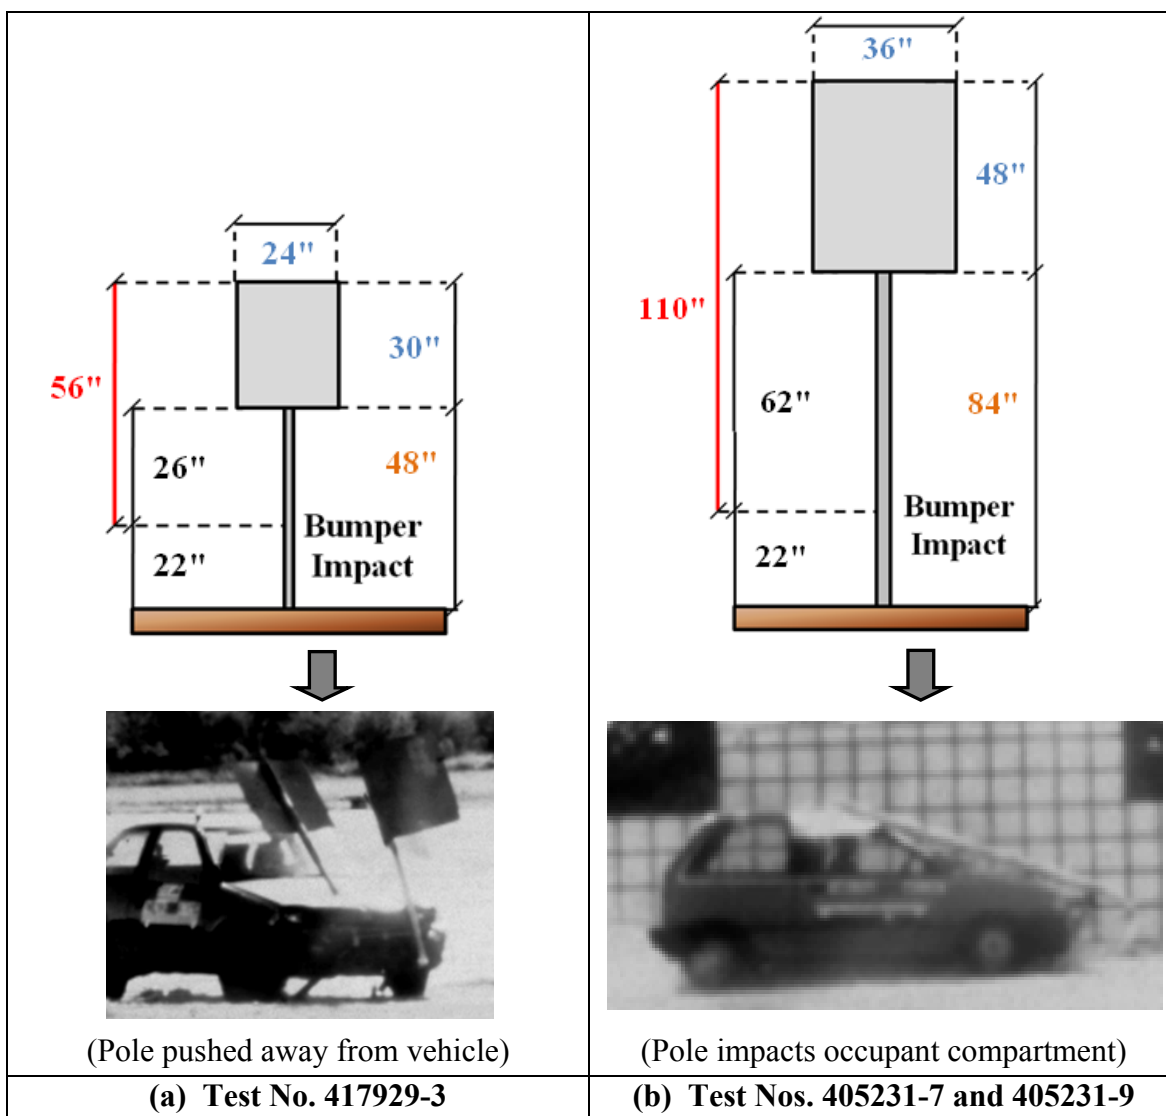 24"
30"
56"
26"
48"
Bumper
Impact
22"
(Pole pushed away from vehicle)
(a) Test No. 417929-3
36"
48"
110"
62"
84"
Bumper
Impact
22"
(Pole impacts occupant compartment)
(b) Test Nos. 405231-7 and 405231-9